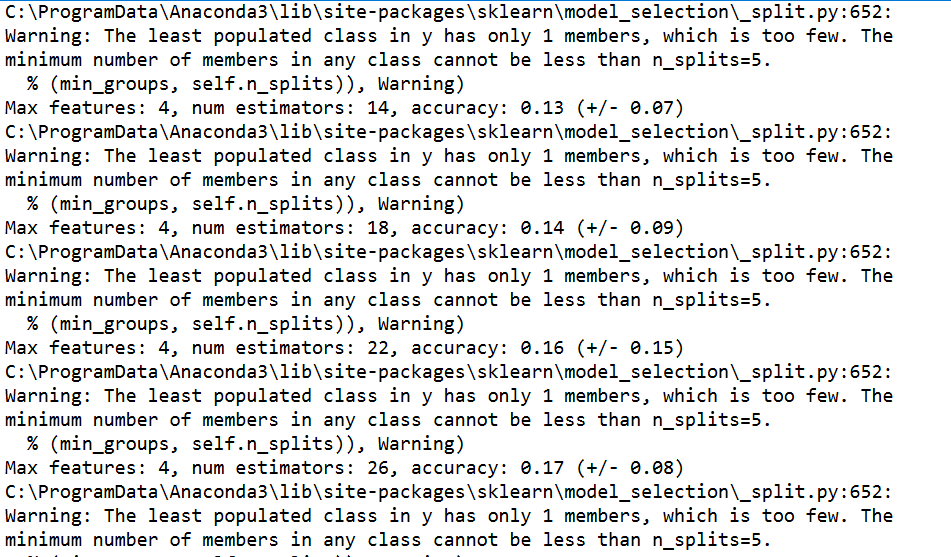 C:\ProgramData\Anaconda3\lib\site-packages\sklearn\model_selection\_split.py:652:
Warning: The least populated class in y has only 1 members, which is too few. The
minimum number of members in any class cannot be less than n_splits=5.
  % (min_groups, self.n_splits)), Warning)
Max features: 4, num estimators: 14, accuracy: 0.13 (+/- 0.07)
C:\ProgramData\Anaconda3\lib\site-packages\sklearn\model_selection\_split.py:652:
Warning: The least populated class in y has only 1 members, which is too few. The
minimum number of members in any class cannot be less than n_splits=5.
  % (min_groups, self.n_splits)), Warning)
Max features: 4, num estimators: 18, accuracy: 0.14 (+/- 0.09)
C:\ProgramData\Anaconda3\lib\site-packages\sklearn\model_selection\_split.py:652:
Warning: The least populated class in y has only 1 members, which is too few. The
minimum number of members in any class cannot be less than n_splits=5.
  % (min_groups, self.n_splits)), Warning)
Max features: 4, num estimators: 22, accuracy: 0.16 (+/- 0.15)
C:\ProgramData\Anaconda3\lib\site-packages\sklearn\model_selection\_split.py:652:
Warning: The least populated class in y has only 1 members, which is too few. The
minimum number of members in any class cannot be less than n_splits=5.
  % (min_groups, self.n_splits)), Warning)
Max features: 4, num estimators: 26, accuracy: 0.17 (+/- 0.08)
C:\ProgramData\Anaconda3\lib\site-packages\sklearn\model_selection\_split.py:652:
Warning: The least populated class in y has only 1 members, which is too few. The
minimum number of members in any class cannot be less than n_splits=5.